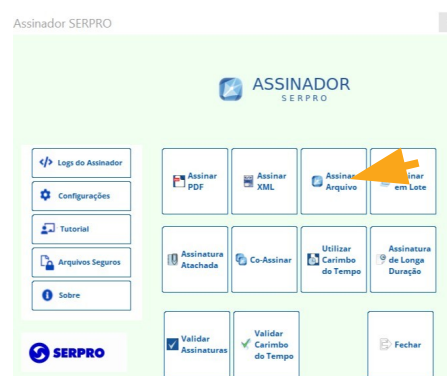 Assinador SERPRO
ASSINADOR
SERPRO
Logs do Assinador
Configurações
Tutorial
Arquivos Seguros
Sobre
SERPRO
Assinar
PDF
Assinar
XML
Assinar
Arquivo
em Lote
Assinatura
Atachada
Co-Assinar
Utilizar
Carimbo
do Tempo
Assinatura
de Longa
Duração
Validar
Assinaturas
Validar
Carimbo
do Tempo
Fechar